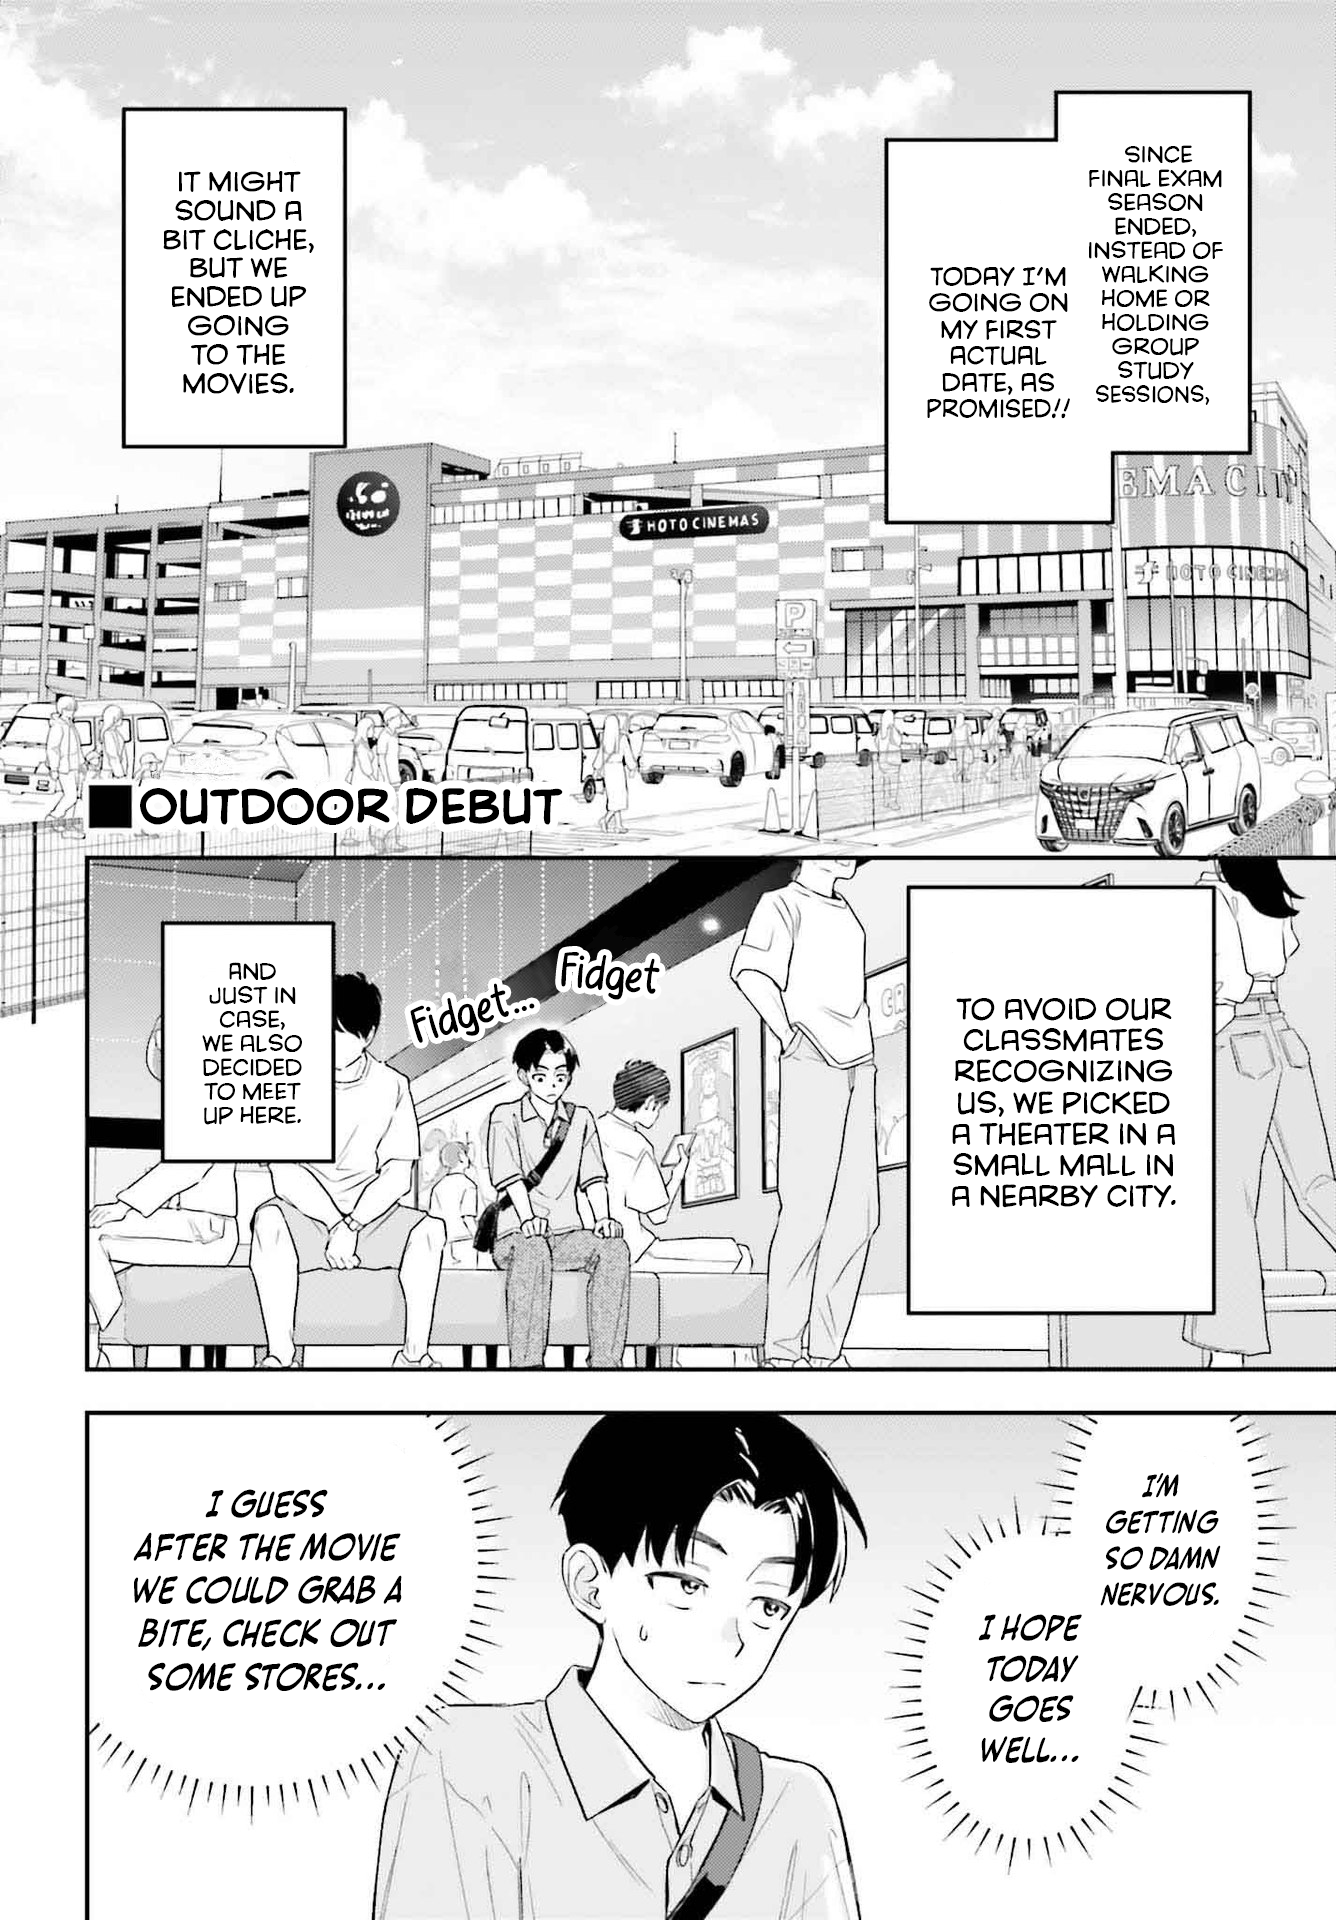 SINCE
FINAL EXAM
SEASON
ENDED,
INSTEAD OF
WALKING
HOME OR
HOLDING
GROUP
STUDY
SESSIONS,
TODAY I'M
GOING ON
MY FIRST
ACTUAL
DATE, AS
PROMISED!!
IT MIGHT
SOUND A
BIT CLICHE,
BUT WE
ENDED UP
GOING
TO THE
MOVIES.
EMA CIT
HOTO CINEMAS
HOTO CINEMAS
P
OUTDOOR DEBUT
TO AVOID OUR
CLASSMATES
RECOGNIZING
US, WE PICKED
A THEATER IN A
SMALL MALL IN
A NEARBY CITY.
Fidget
Fidget...
AND
JUST IN
CASE,
WE ALSO
DECIDED
TO MEET
UP HERE.
I'M
GETTING
SO DAMN
NERVOUS.
I HOPE
TODAY
GOES
WELL...
I GUESS
AFTER THE MOVIE
WE COULD GRAB A
BITE, CHECK OUT
SOME STORES...